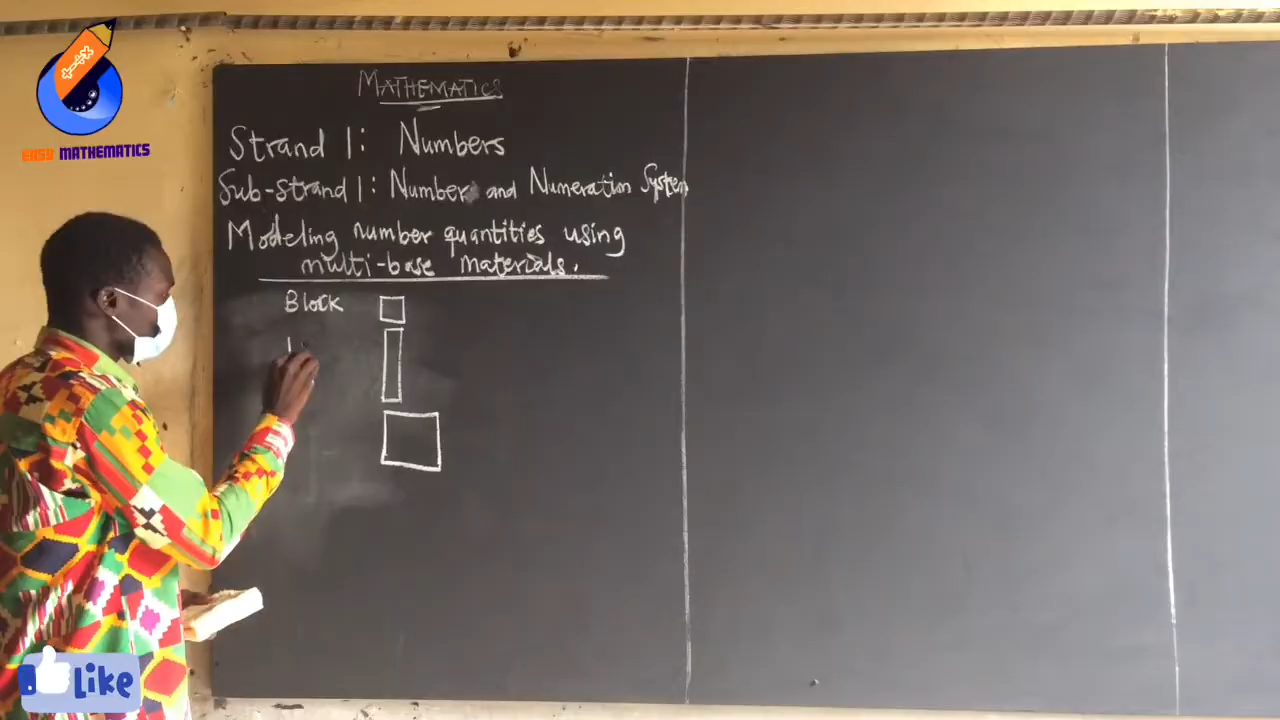 EASY MATHEMATICS
MATHEMATICS
Strand 1: Numbers
Sub-Strand 1: Number and Numeration System
Modeling number quantities using
multi-base materials.
Block
Like